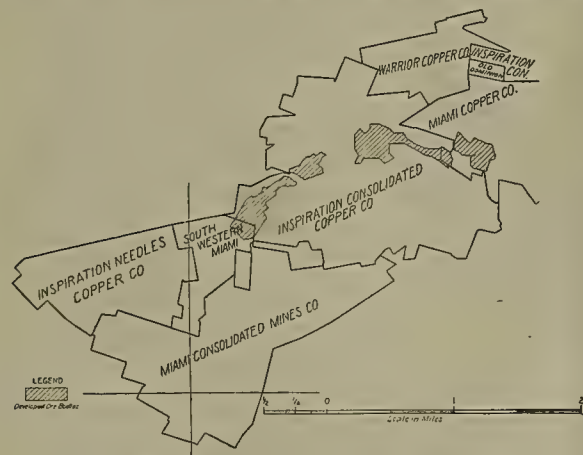 WARRIOR COPPER CO.
INSPIRATION
CON.
OLD
DOMINION
MIAMI COPPER CO.
INSPIRATION CONSOLIDATED
COPPER CO
SOUTH
WESTERN
MIAMI
INSPIRATION NEEDLES
COPPER CO
MIAMI CONSOLIDATED MINES CO
LEGEND
Developed Ore Bodies
1/2 1/4 0 1 2
Scale in Miles